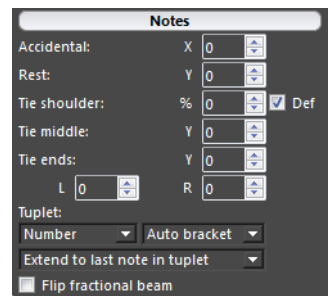 Notes
Accidental: X 0
Rest: Y 0
Tie shoulder: % 0 Def
Tie middle: Y 0
Tie ends: Y 0
L 0 R 0
Tuplet:
Number Auto bracket
Extend to last note in tuplet
Flip fractional beam